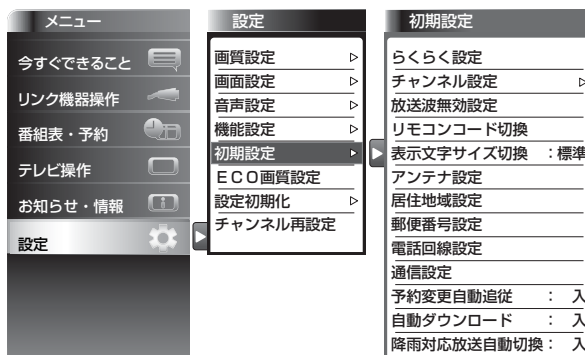 メニュー
今すぐできること
リンク機器操作
番組表・予約
テレビ操作
お知らせ・情報
設定
設定
画質設定
画面設定
音声設定
機能設定
初期設定
ECO画質設定
設定初期化
チャンネル再設定
初期設定
らくらく設定
チャンネル設定
放送波無効設定
リモコンコード切換
表示文字サイズ切換 :標準
アンテナ設定
居住地域設定
郵便番号設定
電話回線設定
通信設定
予約変更自動追従 : 入
自動ダウンロード : 入
降雨対応放送自動切換: 入